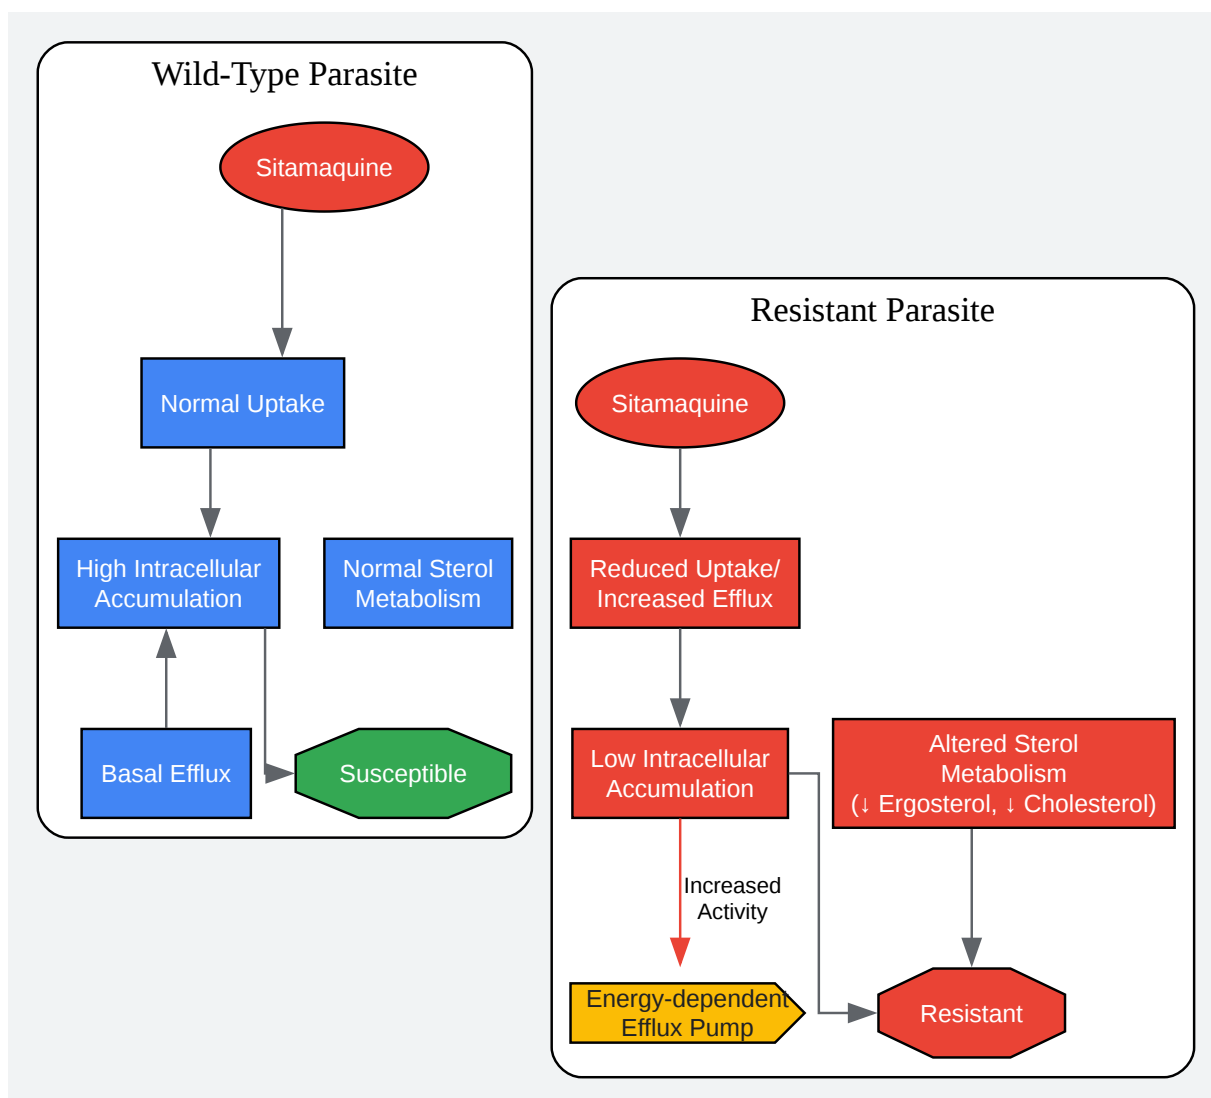 Wild-Type Parasite
Sitamaquine
Normal Uptake
High Intracellular
Accumulation
Normal Sterol
Metabolism
Basal Efflux
Susceptible
Resistant Parasite
Sitamaquine
Reduced Uptake/
Increased Efflux
Low Intracellular
Accumulation
Altered Sterol
Metabolism
(↓ Ergosterol, ↓ Cholesterol)
Increased
Activity
Energy-dependent
Efflux Pump
Resistant